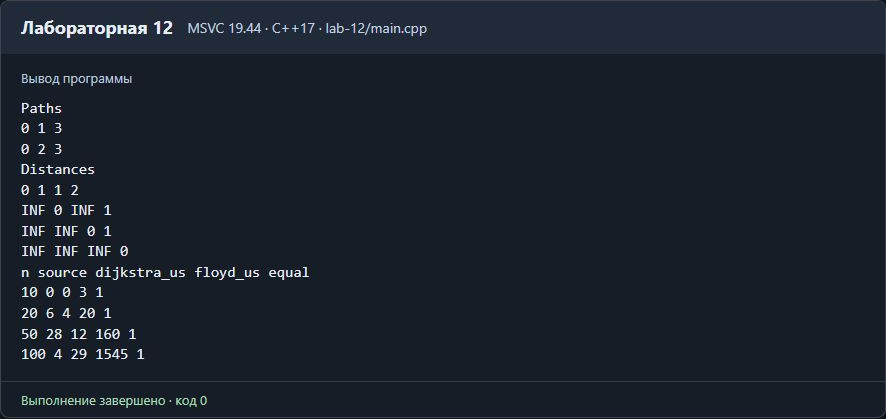 Лабораторная 12 MSVC 19.44 · C++17 · lab-12/main.cpp
Вывод программы
Paths
0 1 3
0 2 3
Distances
0 1 1 2
INF 0 INF 1
INF INF 0 1
INF INF INF 0
n source dijkstra_us floyd_us equal
10 0 0 3 1
20 6 4 20 1
50 28 12 160 1
100 4 29 1545 1
Выполнение завершено · код 0